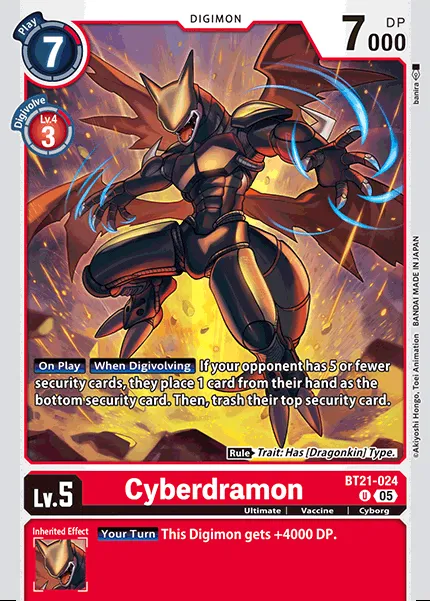 Play
DIGIMON
7
7000
DP
Digivolve
Lv.4
3
banira
©Akiyoshi Hongo, Toei Animation BANDAI MADE IN JAPAN
On Play When Digivolving If your opponent has 5 or fewer
security cards, they place 1 card from their hand as the
bottom security card. Then, trash their top security card.
Rule Trait: Has [Dragonkin] Type.
Lv.5
Cyberdramon
BT21-024
U 05
Ultimate | Vaccine | Cyborg
Inherited Effect
Your Turn This Digimon gets +4000 DP.